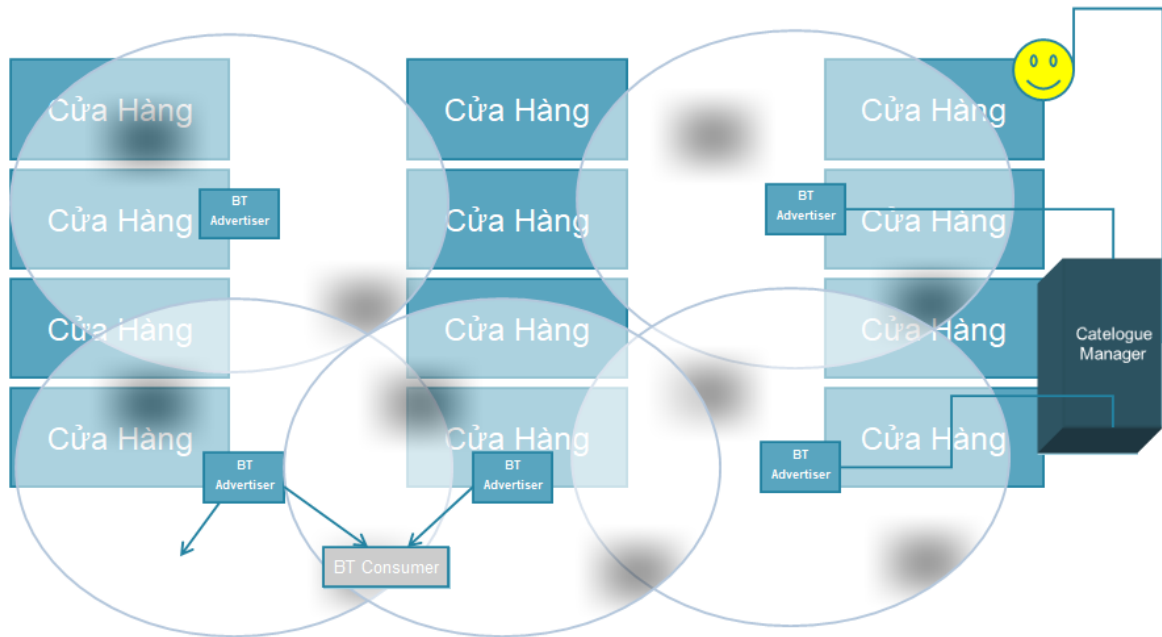 Cửa Hàng
Cửa Hàng
Cửa Hàng
Cửa Hàng
BT
Advertiser
Cửa Hàng
BT
Advertiser
Cửa Hàng
Cửa Hàng
Cửa Hàng
Cửa Hàng
Catelogue
Manager
Cửa Hàng
Cửa Hàng
Cửa Hàng
BT
Advertiser
BT
Advertiser
BT
Advertiser
Cửa Hàng
BT Consumer